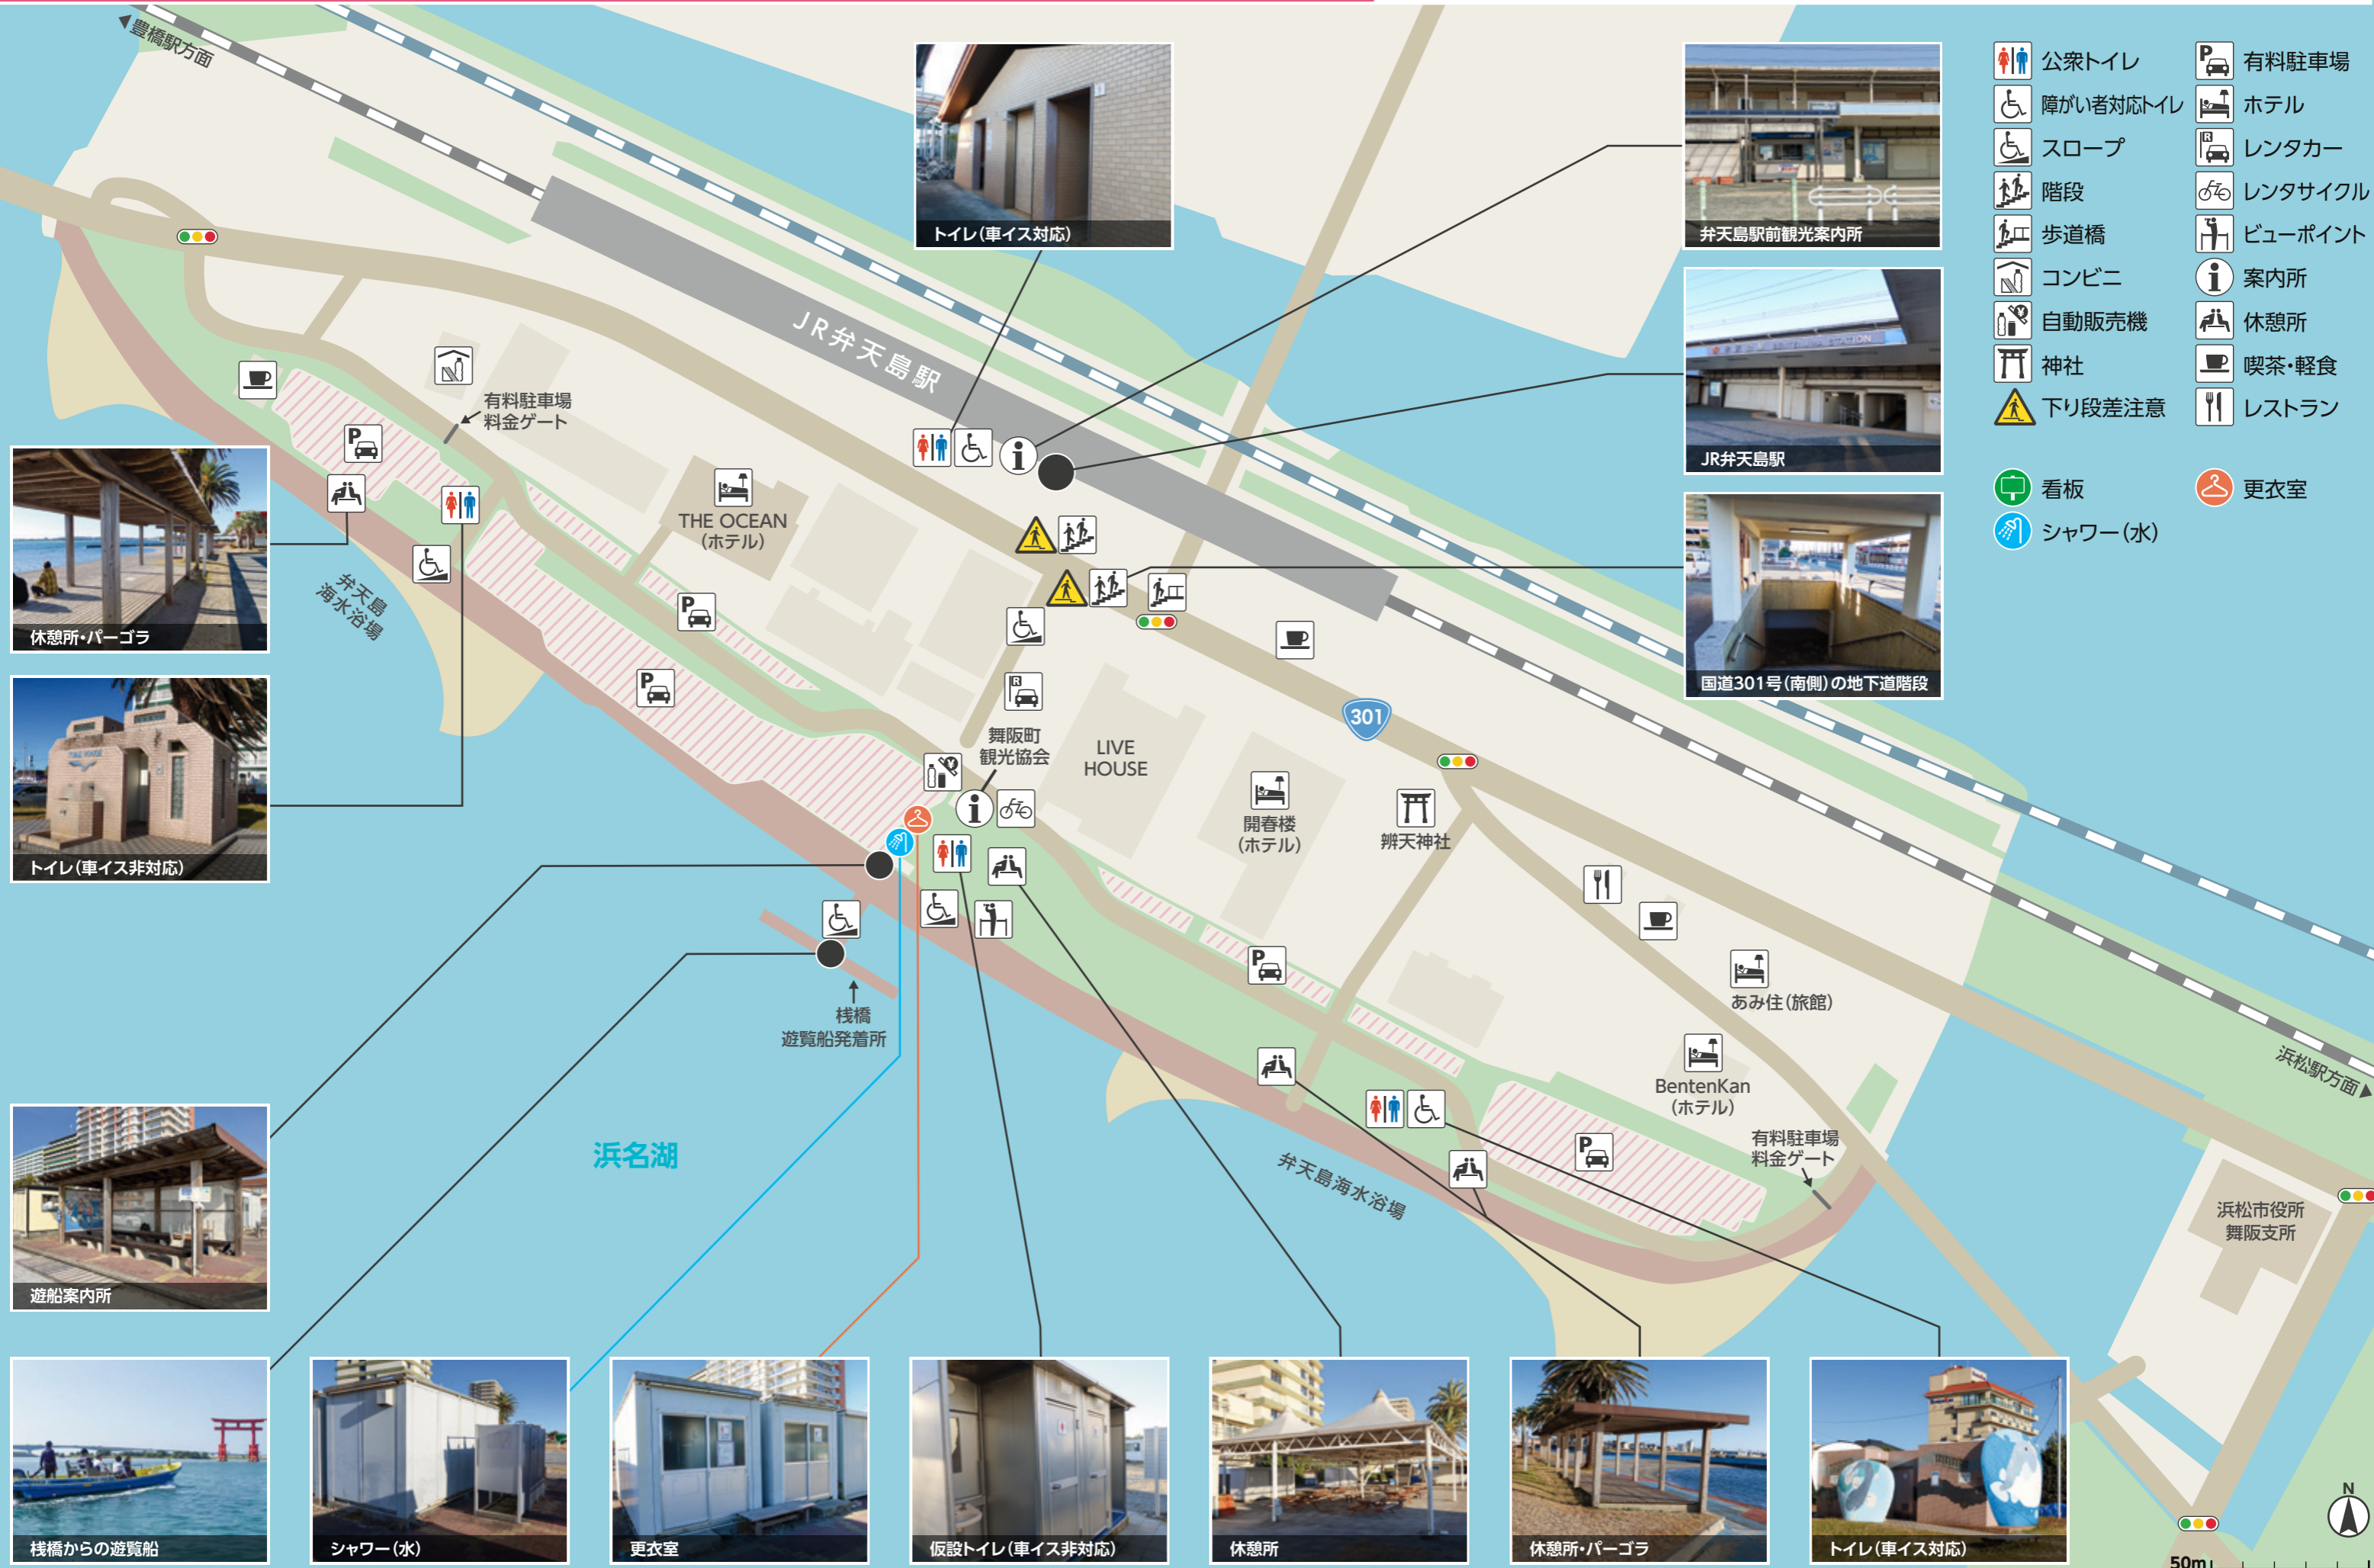 豊橋駅方面
トイレ(車イス対応)
弁天島駅前観光案内所
公衆トイレ
有料駐車場
障がい者対応トイレ
ホテル
スロープ
レンタカー
階段
レンタサイクル
歩道橋
ビューポイント
コンビニ
案内所
自動販売機
休憩所
神社
喫茶・軽食
下り段差注意
レストラン
看板
更衣室
シャワー(水)
JR弁天島駅
JR弁天島駅
有料駐車場
料金ゲート
THE OCEAN
(ホテル)
休憩所・パーゴラ
弁天島
海水浴場
国道301号(南側)の地下道階段
301
舞阪町
観光協会
LIVE
HOUSE
開春楼
(ホテル)
辨天神社
トイレ(車イス非対応)
桟橋
遊覧船発着所
あみ住(旅館)
BentenKan
(ホテル)
浜松駅方面
有料駐車場
料金ゲート
浜名湖
弁天島海水浴場
浜松市役所
舞阪支所
遊船案内所
桟橋からの遊覧船
シャワー(水)
更衣室
仮設トイレ(車イス非対応)
休憩所
休憩所・パーゴラ
トイレ(車イス対応)
N
50m